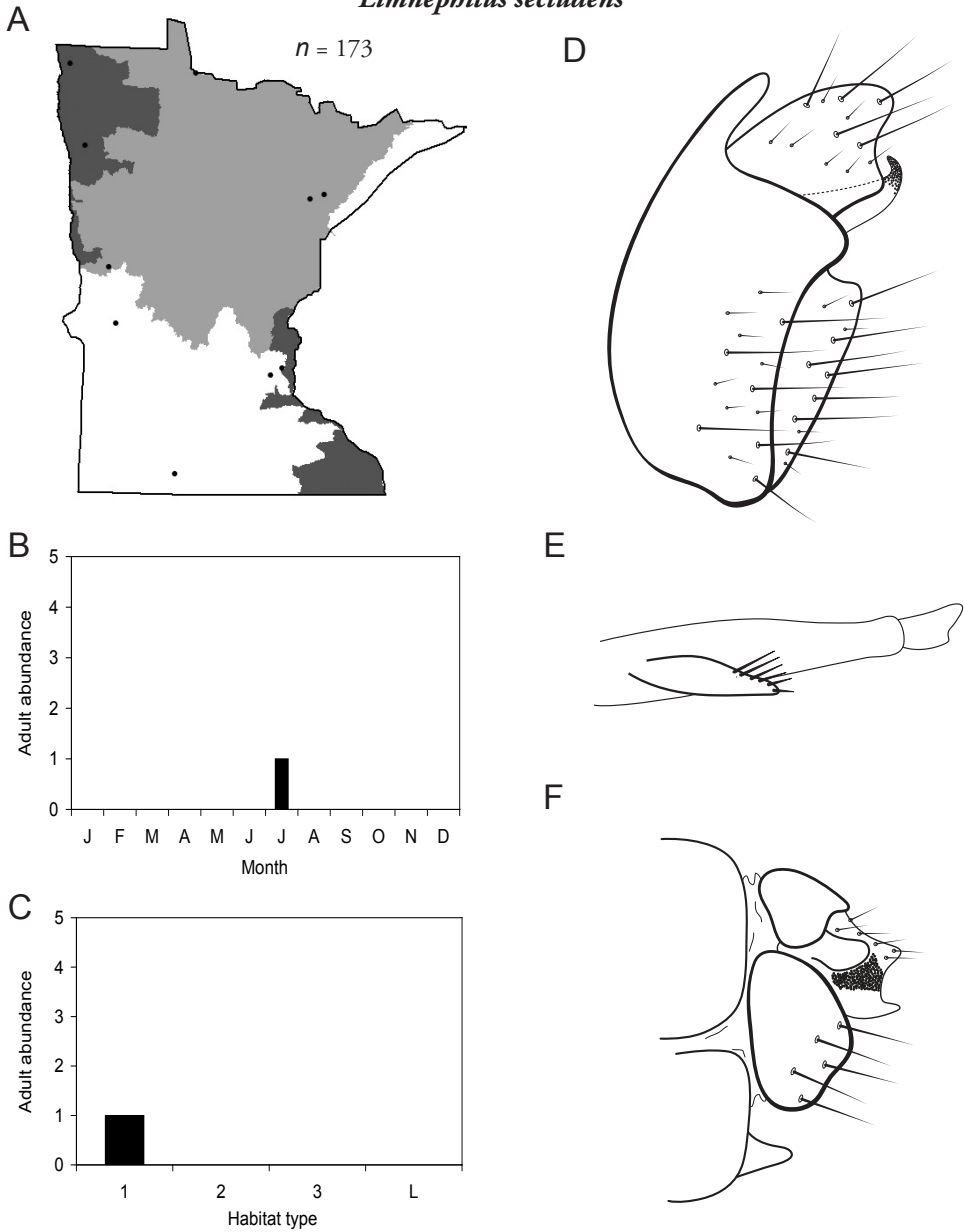 Limnephilus secludens
A
n = 173
D
B
5
4
3
2
1
0
Adult abundance
J F M A M J J A S O N D
Month
E
C
5
4
3
2
1
0
Adult abundance
1 2 3 L
Habitat type
F